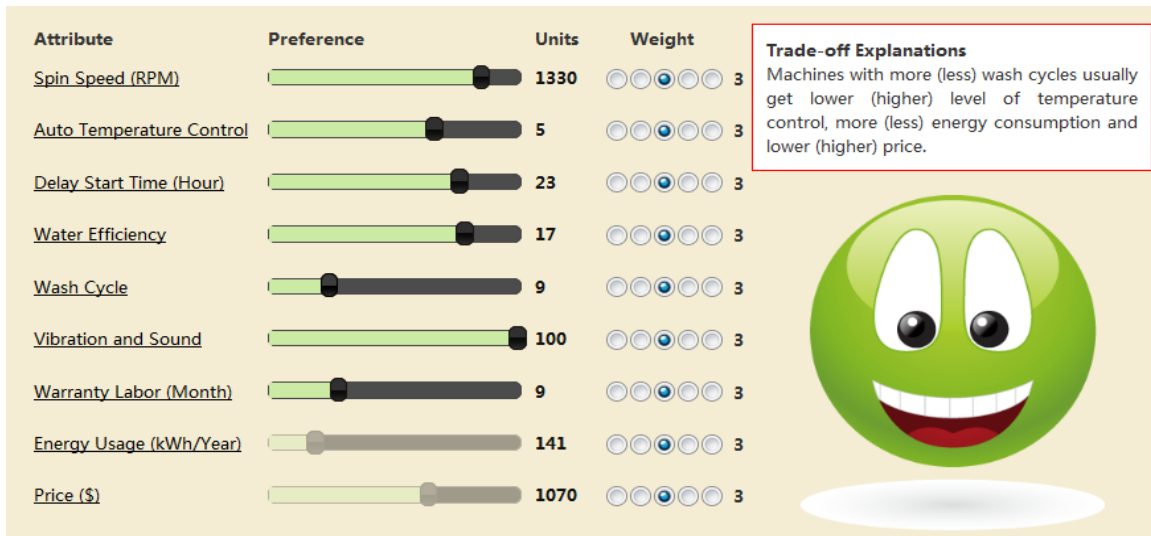 Attribute Preference Units Weight
Spin Speed (RPM) 1330 3
Auto Temperature Control 5 3
Delay Start Time (Hour) 23 3
Water Efficiency 17 3
Wash Cycle 9 3
Vibration and Sound 100 3
Warranty Labor (Month) 9 3
Energy Usage (kWh/Year) 141 3
Price ($) 1070 3
Trade-off Explanations
Machines with more (less) wash cycles usually
get lower (higher) level of temperature
control, more (less) energy consumption and
lower (higher) price.